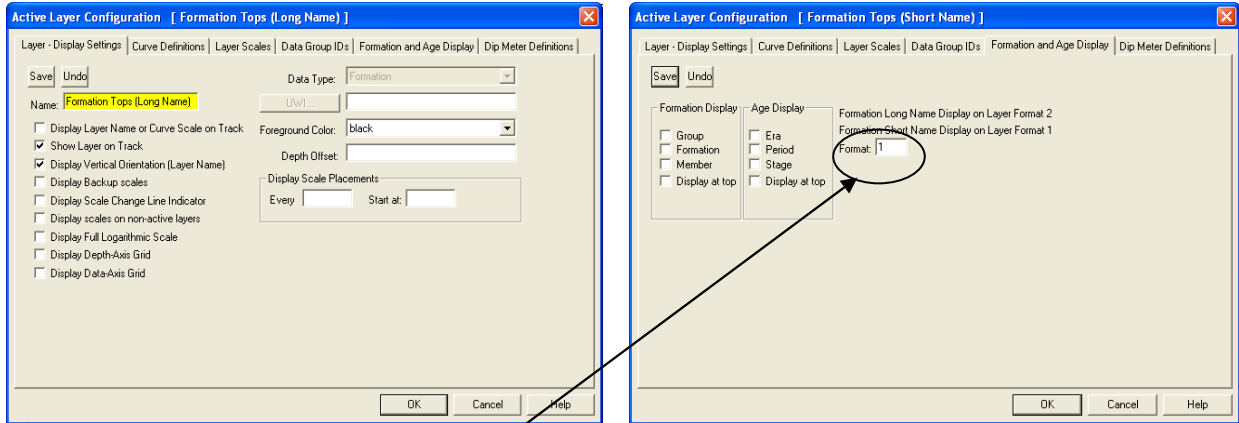 Active Layer Configuration [ Formation Tops (Long Name) ]
Layer - Display Settings Curve Definitions Layer Scales Data Group IDs Formation and Age Display Dip Meter Definitions
Save Undo
Name: Formation Tops (Long Name)
Display Layer Name or Curve Scale on Track
Show Layer on Track
Display Vertical Orientation (Layer Name)
Display Backup scales
Display Scale Change Line Indicator
Display scales on non-active layers
Display Full Logarithmic Scale
Display Depth-Axis Grid
Display Data-Axis Grid
Data Type: Formation
UWI...
Foreground Color: black
Depth Offset:
Display Scale Placements
Every Start at:
OK Cancel Help
Active Layer Configuration [ Formation Tops (Short Name) ]
Layer - Display Settings Curve Definitions Layer Scales Data Group IDs Formation and Age Display Dip Meter Definitions
Save Undo
Formation Display
Group
Formation
Member
Display at top
Age Display
Era
Period
Stage
Display at top
Formation Long Name Display on Layer Format 2
Formation Short Name Display on Layer Format 1
Format: 1
OK Cancel Help